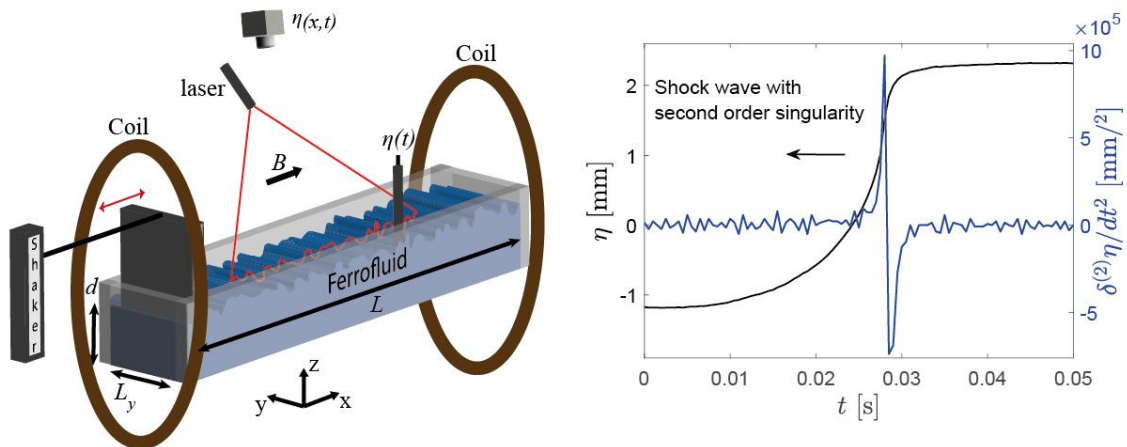 η(x,t)
laser
Coil
Coil
η(t)
B
Shaker
d
Ferrofluid
L
L_y
z
y
x
Shock wave with
second order singularity
η [mm]
2
1
0
-1
0
0.01
0.02
0.03
0.04
0.05
t [s]
×10^5
10
5
0
-5
δ^(2)η/dt^2 [mm/^2]